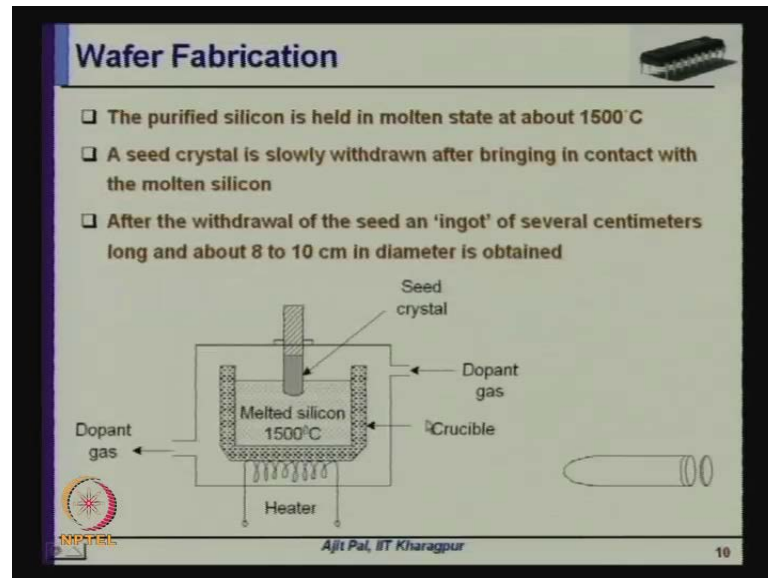 Wafer Fabrication
The purified silicon is held in molten state at about 1500°C
A seed crystal is slowly withdrawn after bringing in contact with
the molten silicon
After the withdrawal of the seed an ‘ingot’ of several centimeters
long and about 8 to 10 cm in diameter is obtained
Seed
crystal
Dopant
gas
Melted silicon
1500°C
Crucible
Dopant
gas
Heater
NPTEL
Ajit Pal, IIT Kharagpur
10